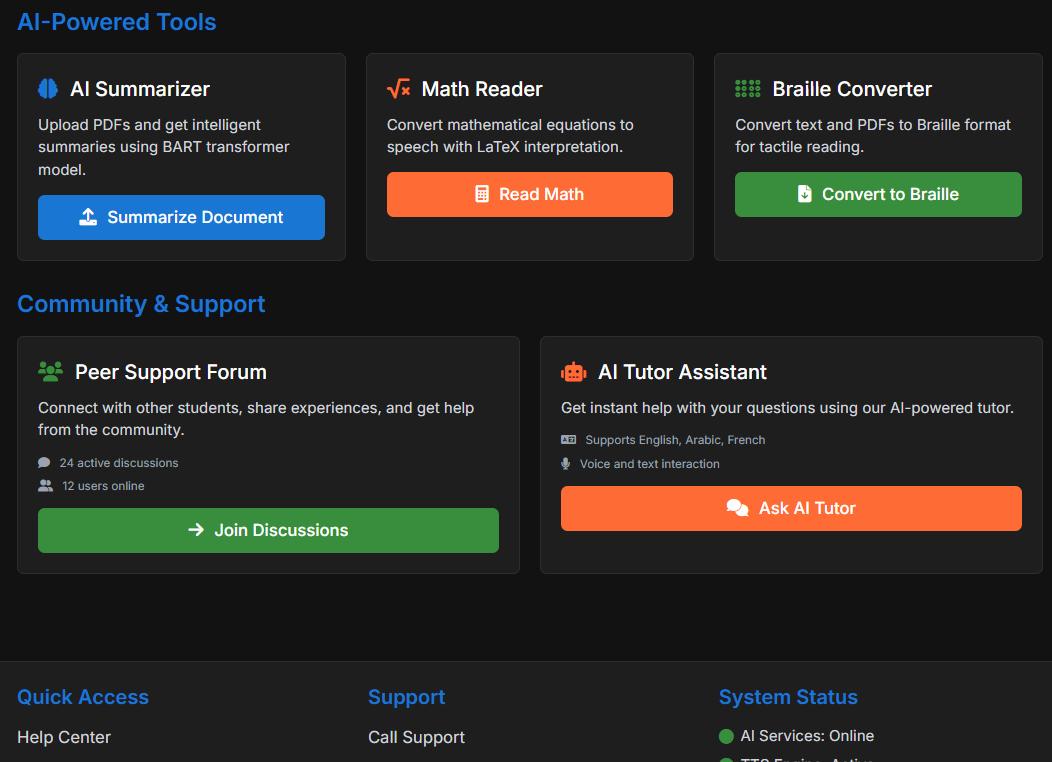 AI-Powered Tools
AI Summarizer
Upload PDFs and get intelligent
summaries using BART transformer
model.
Summarize Document
Math Reader
Convert mathematical equations to
speech with LaTeX interpretation.
Read Math
Braille Converter
Convert text and PDFs to Braille format
for tactile reading.
Convert to Braille
Community & Support
Peer Support Forum
Connect with other students, share experiences, and get help
from the community.
24 active discussions
12 users online
Join Discussions
AI Tutor Assistant
Get instant help with your questions using our AI-powered tutor.
Supports English, Arabic, French
Voice and text interaction
Ask AI Tutor
Quick Access
Help Center
Support
Call Support
System Status
AI Services: Online